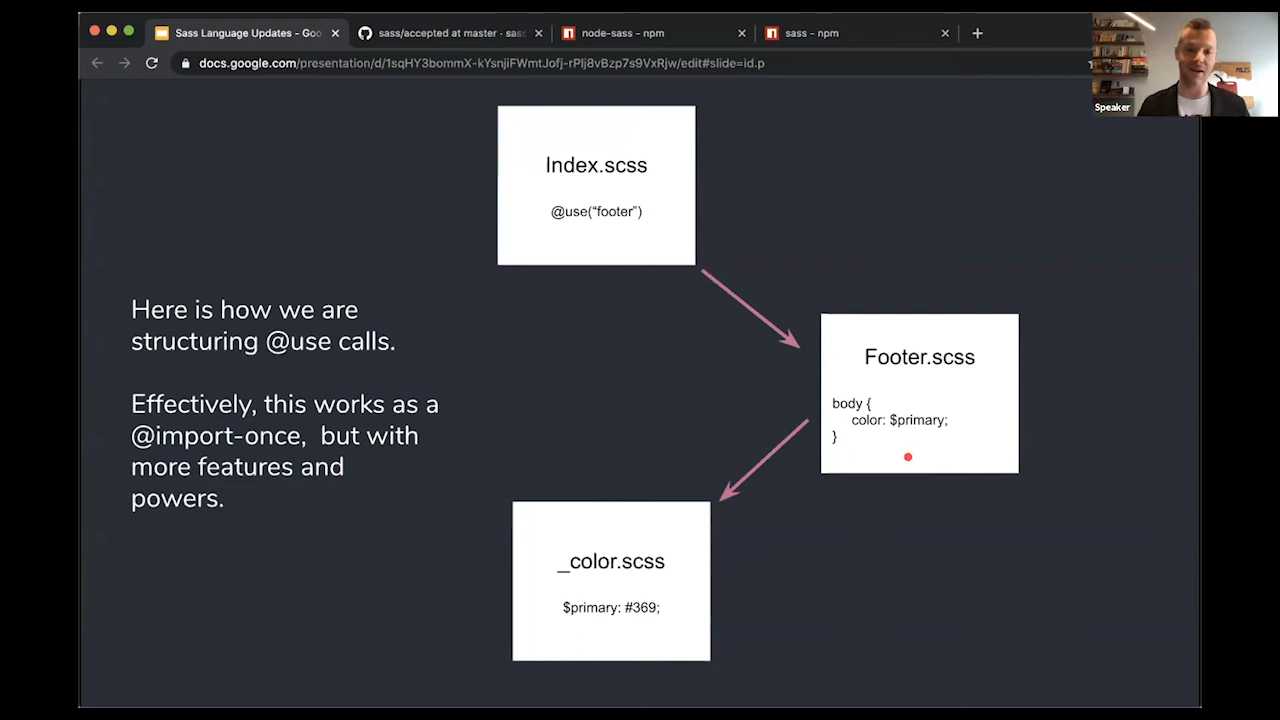 Sass Language Updates - Goo
sass/accepted at master · sass
node-sass - npm
sass - npm
docs.google.com/presentation/d/1sqHY3bommX-kYsnjiFWmtJofj-rPlj8vBzp7s9VxRjw/edit#slide=id.p
Speaker
Index.scss
@use(“footer”)
Here is how we are
structuring @use calls.
Effectively, this works as a
@import-once,  but with
more features and
powers.
Footer.scss
body {
color: $primary;
}
_color.scss
$primary: #369;